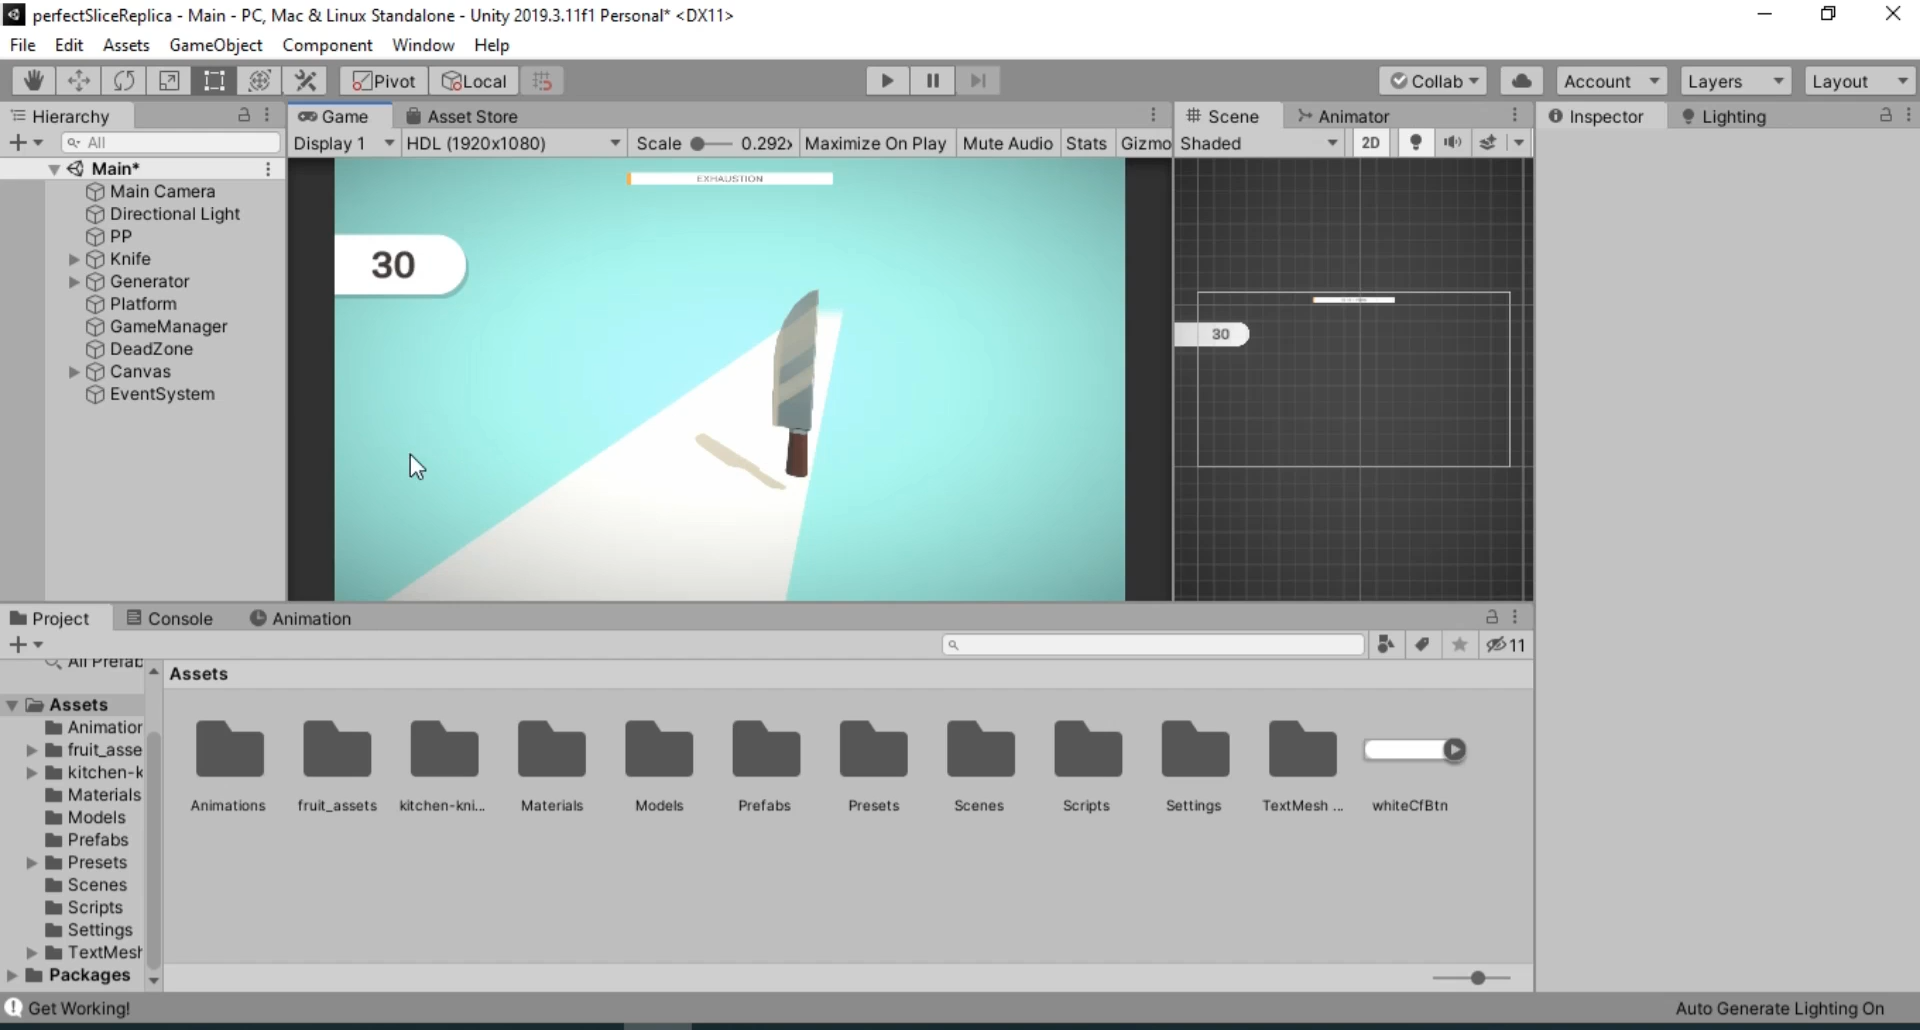 perfectSliceReplica - Main - PC, Mac & Linux Standalone - Unity 2019.3.11f1 Personal* <DX11>
File Edit Assets GameObject Component Window Help
Pivot Local Collab Account Layers Layout
Hierarchy Game Asset Store Scene Animator Inspector Lighting
All Display 1 HDL (1920x1080) Scale 0.292x Maximize On Play Mute Audio Stats Gizmo Shaded 2D
Main*
Main Camera
Directional Light
PP
Knife
Generator
Platform
GameManager
DeadZone
Canvas
EventSystem
EXHAUSTION
30
30
Project Console Animation
11
All Prefab
Assets
Assets
Animation
fruit_asse
kitchen-k
Materials
Models
Prefabs
Presets
Scenes
Scripts
Settings
TextMesh
Packages
Animations fruit_assets kitchen-kni... Materials Models Prefabs Presets Scenes Scripts Settings TextMesh ... whiteCfBtn
Get Working!
Auto Generate Lighting On